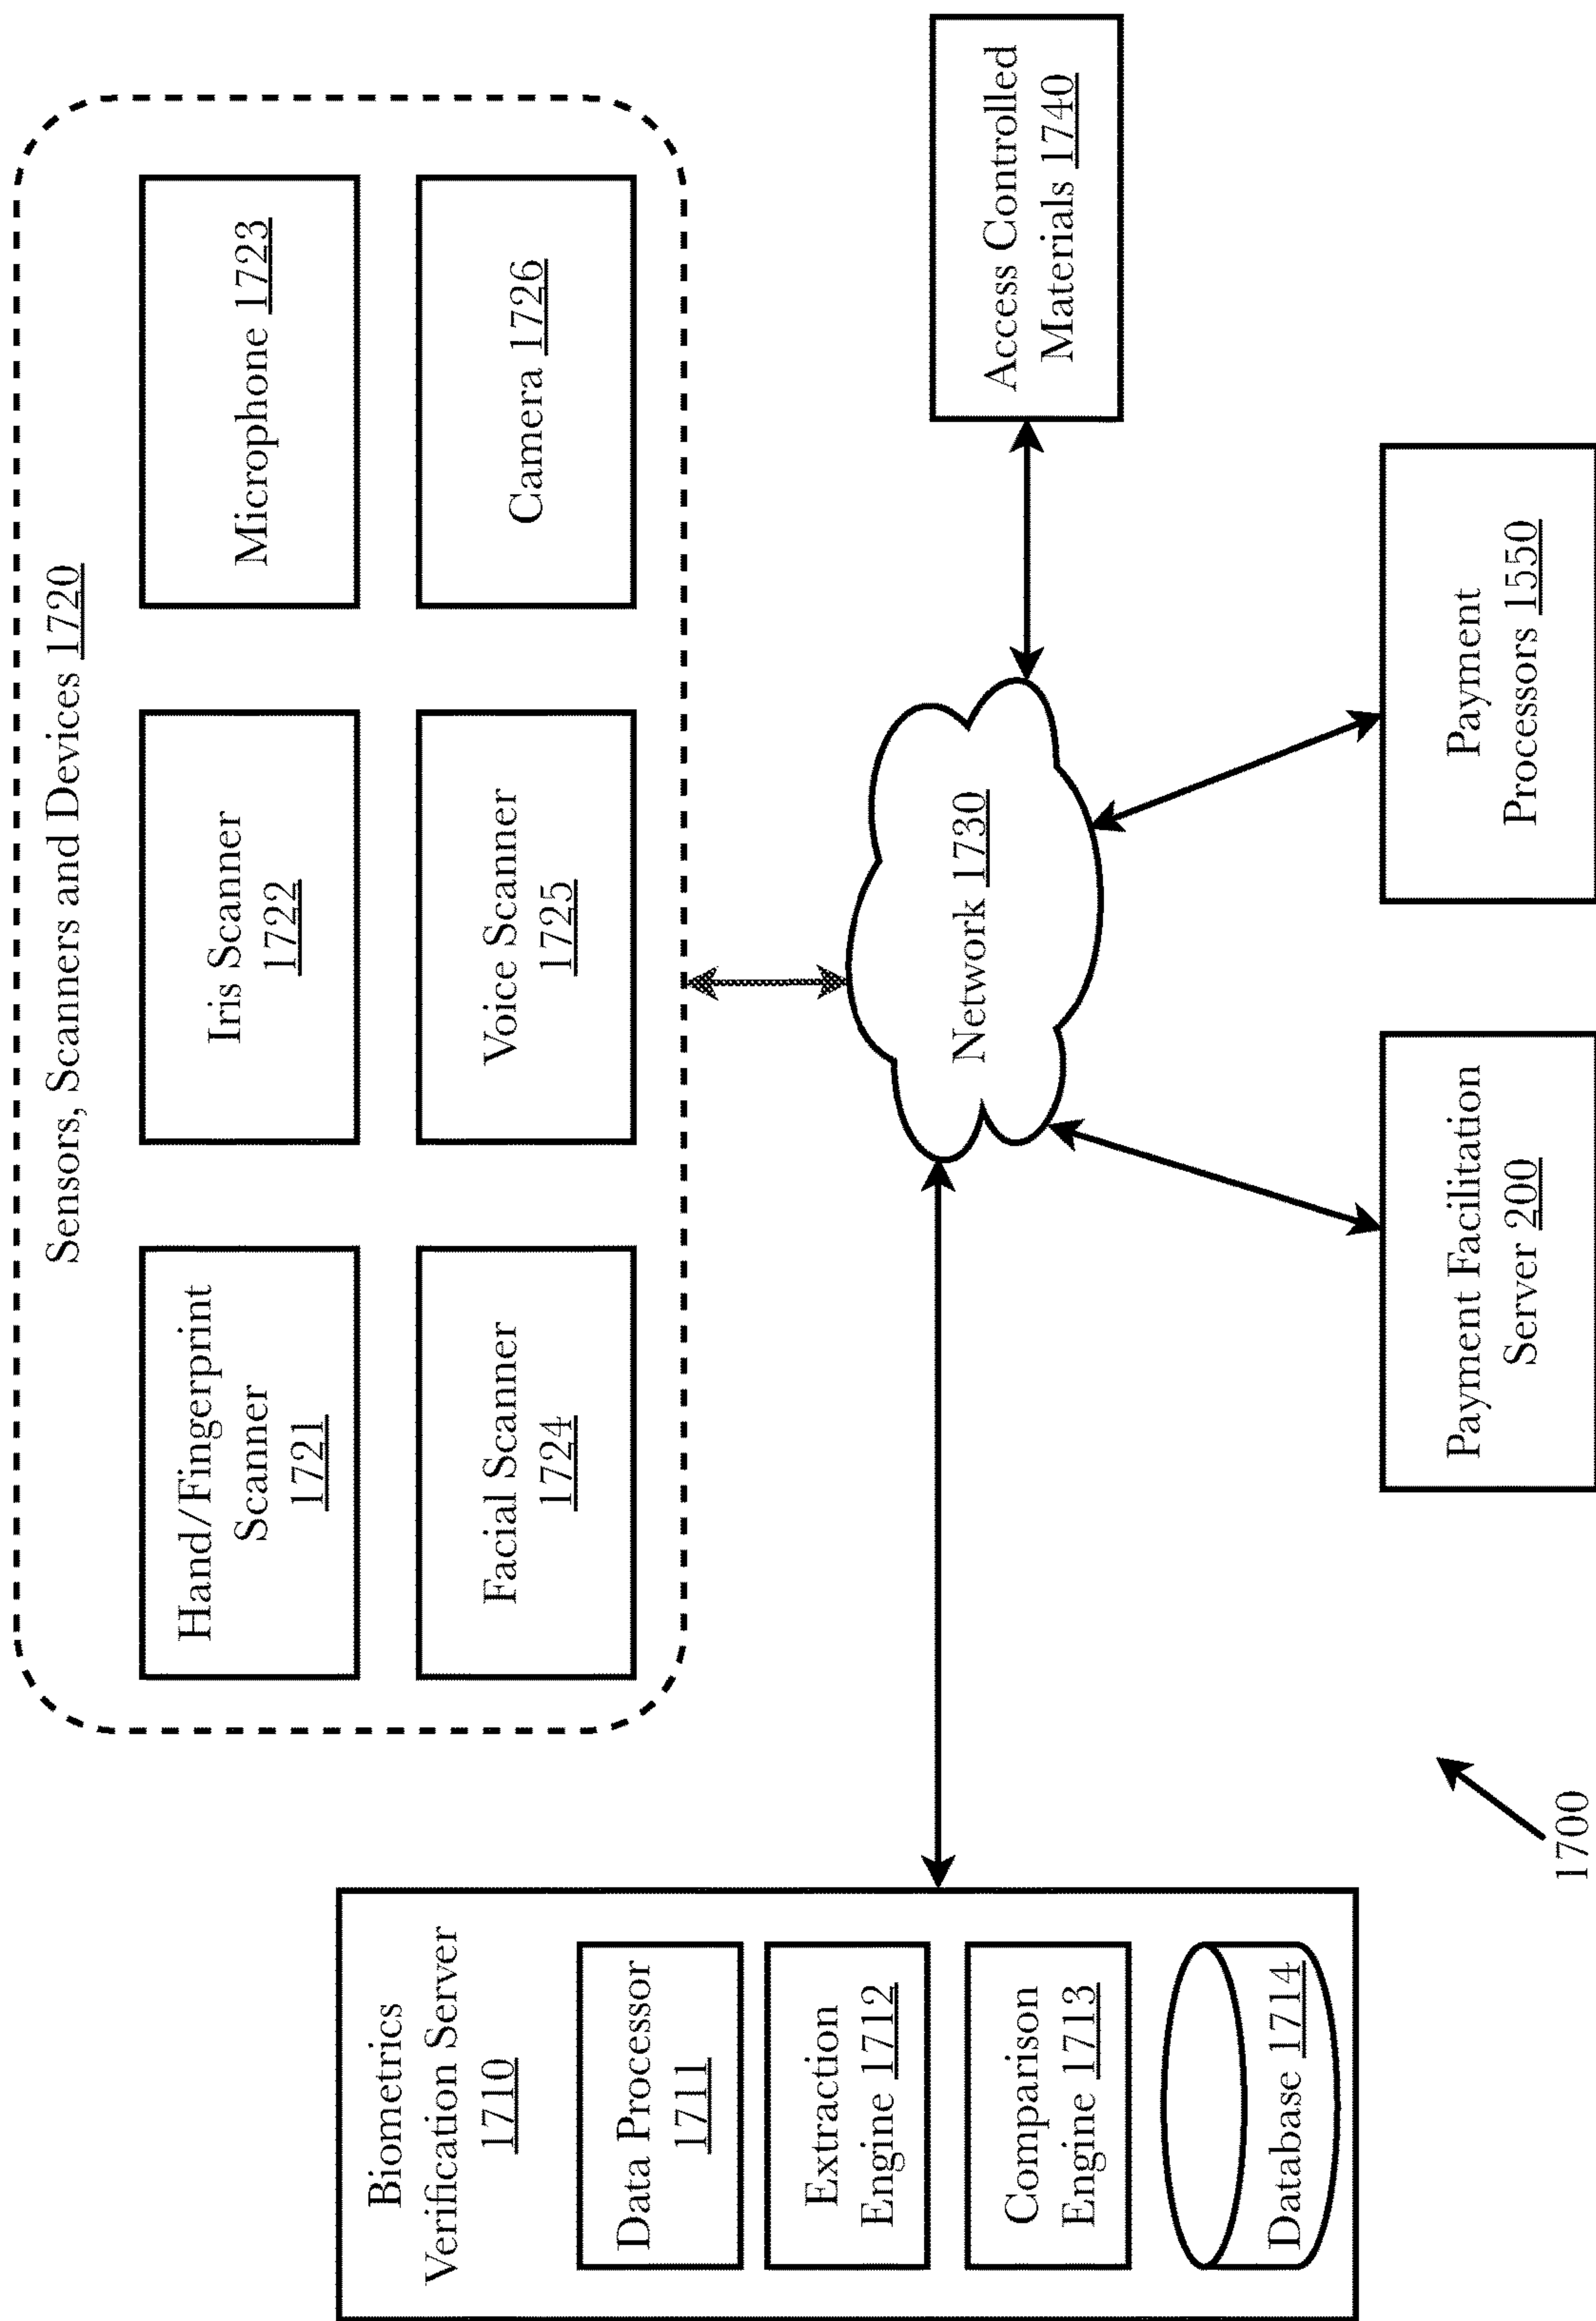 Sensors, Scanners and Devices 1720
Hand/Fingerprint
Scanner
1721
Iris Scanner
1722
Microphone 1723
Facial Scanner
1724
Voice Scanner
1725
Camera 1726
Biometrics
Verification Server
1710
Data Processor
1711
Extraction
Engine 1712
Comparison
Engine 1713
Database 1714
Network 1730
Access Controlled
Materials 1740
Payment Facilitation
Server 200
Payment
Processors 1550
1700